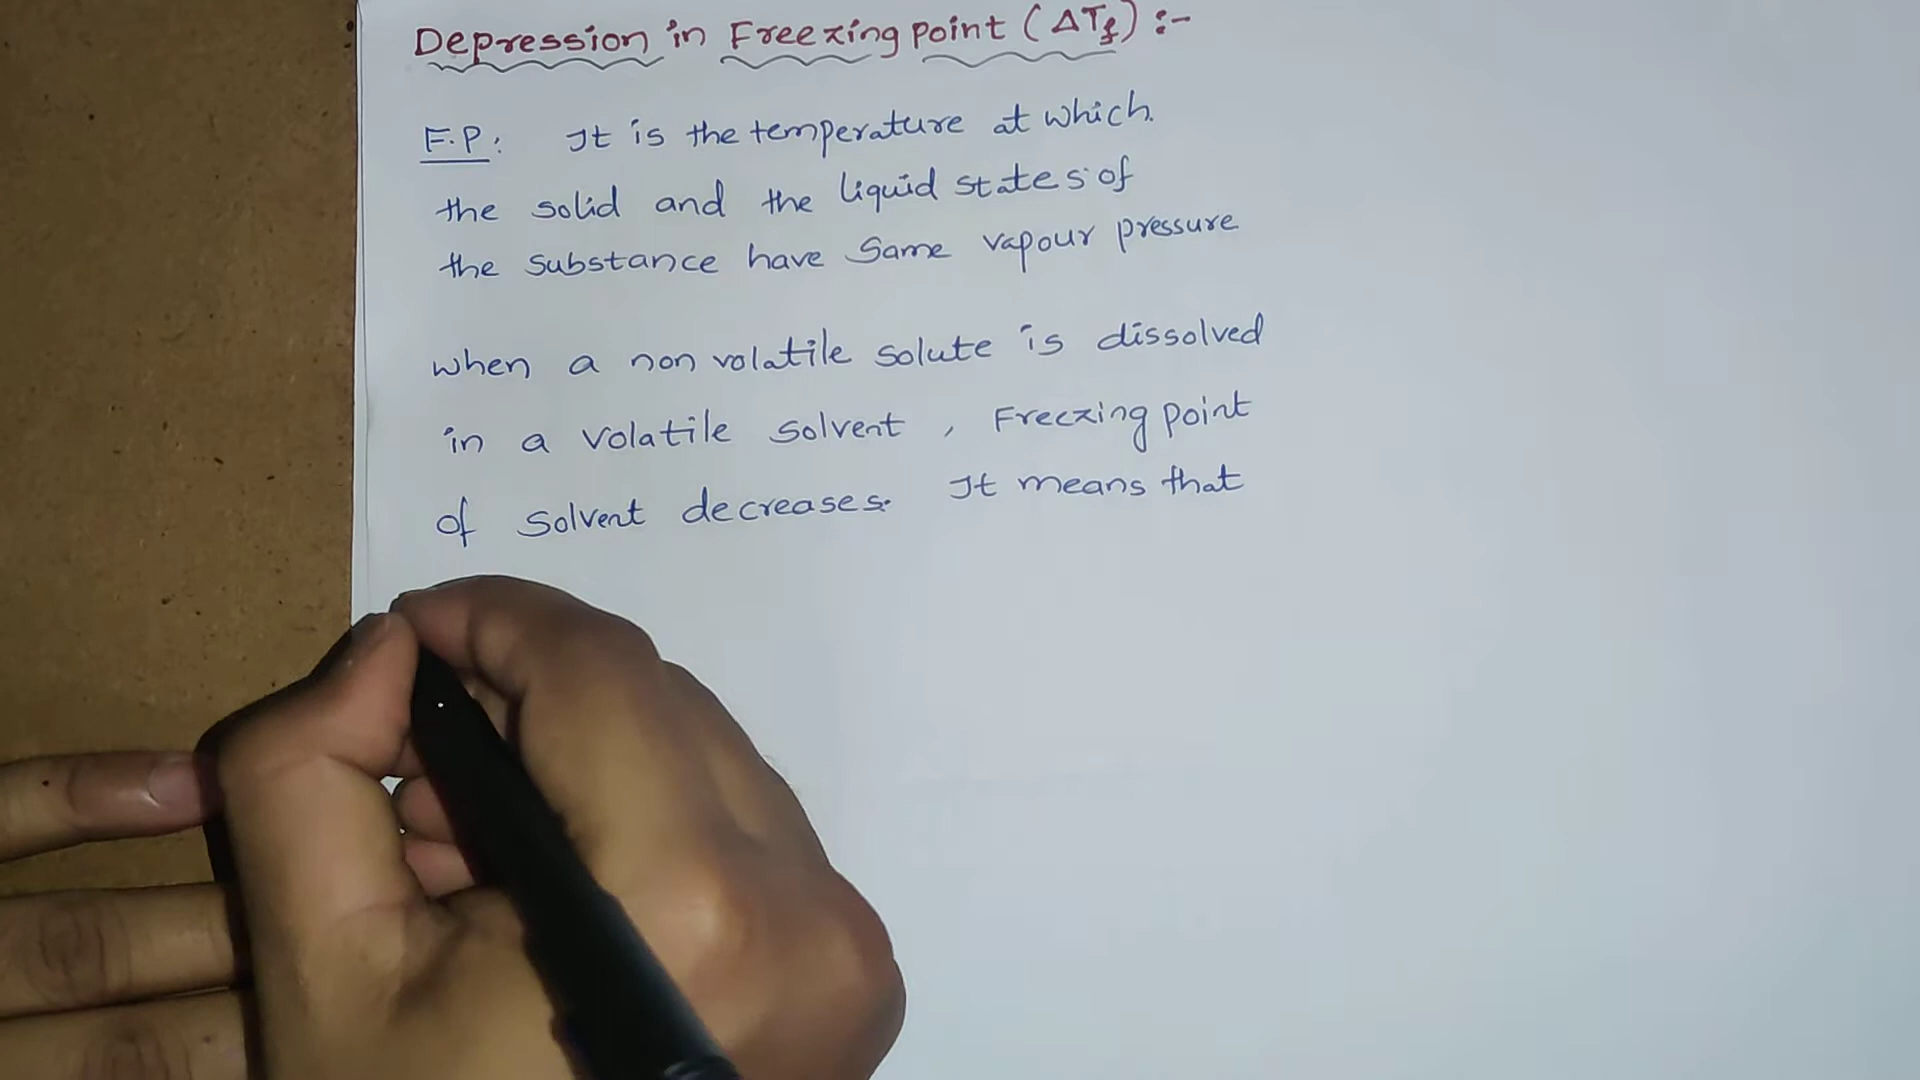 Depression in Freezing point (ΔTf) :-
F.P: It is the temperature at which
the solid and the liquid states of
the substance have same vapour pressure
when a non volatile solute is dissolved
in a volatile solvent, Freezing point
of solvent decreases. It means that